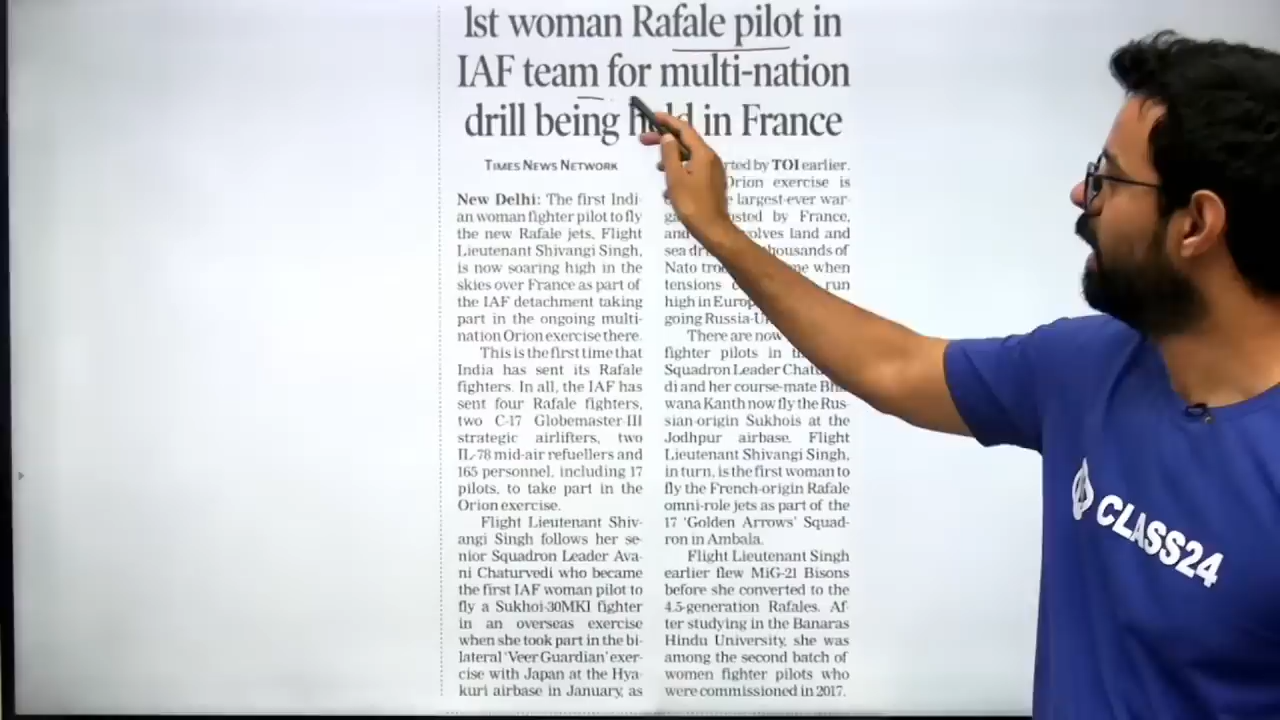 1st woman Rafale pilot in
IAF team for multi-nation
drill being held in France
TIMES NEWS NETWORK
New Delhi: The first Indi-
an woman fighter pilot to fly
the new Rafale jets, Flight
Lieutenant Shivangi Singh,
is now soaring high in the
skies over France as part of
the IAF detachment taking
part in the ongoing multi-
nation Orion exercise there.
This is the first time that
India has sent its Rafale
fighters. In all, the IAF has
sent four Rafale fighters,
two C-17 Globemaster-III
strategic airlifters, two
IL-78 mid-air refuellers and
165 personnel, including 17
pilots, to take part in the
Orion exercise.
Flight Lieutenant Shiv-
angi Singh follows her se-
nior Squadron Leader Ava-
ni Chaturvedi who became
the first IAF woman pilot to
fly a Sukhoi-30MKI fighter
in an overseas exercise
when she took part in the bi-
lateral 'Veer Guardian' exer-
cise with Japan at the Hya-
kuri airbase in January, as
by TOI earlier.
Orion exercise is
largest-ever war
by France,
and land and
sea thousands of
Nato when
tensions run
high in
going
There are now
fighter pilots in
Squadron Leader
di and her course-mate
wana Kanth now fly the Rus-
sian-origin Sukhois at the
Jodhpur airbase. Flight
Lieutenant Shivangi Singh,
in turn, is the first woman to
fly the French-origin Rafale
omni-role jets as part of the
17 'Golden Arrows' Squad-
ron in Ambala.
Flight Lieutenant Singh
earlier flew MiG-21 Bisons
before she converted to the
4.5-generation Rafales. Af-
ter studying in the Banaras
Hindu University, she was
among the second batch of
women fighter pilots who
were commissioned in 2017.
CLASS24